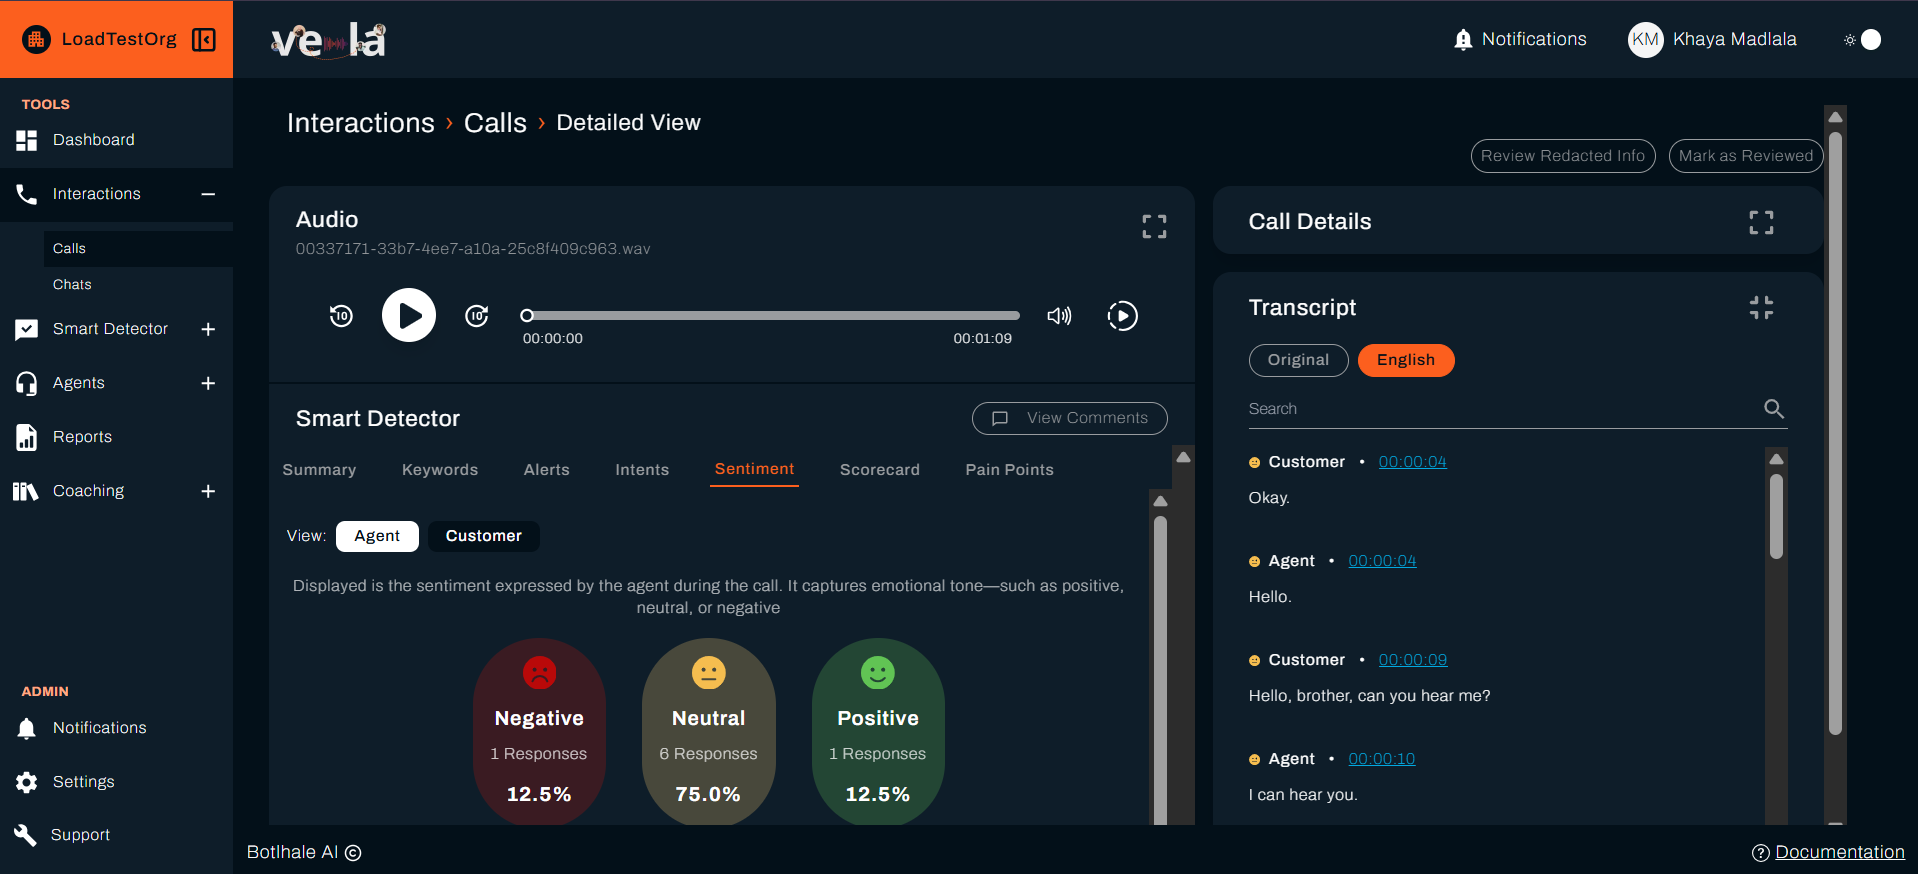 LoadTestOrg
vela
Notifications
KM
Khaya Madlala
TOOLS
Dashboard
Interactions
Calls
Chats
Smart Detector
Agents
Reports
Coaching
ADMIN
Notifications
Settings
Support
Interactions › Calls › Detailed View
Review Redacted Info
Mark as Reviewed
Audio
00337171-33b7-4ee7-a10a-25c8f409c963.wav
10
10
00:00:00
00:01:09
Smart Detector
View Comments
Summary
Keywords
Alerts
Intents
Sentiment
Scorecard
Pain Points
View:
Agent
Customer
Displayed is the sentiment expressed by the agent during the call. It captures emotional tone—such as positive,
neutral, or negative
Negative
1 Responses
12.5%
Neutral
6 Responses
75.0%
Positive
1 Responses
12.5%
Call Details
Transcript
Original
English
Search
Customer • 00:00:04
Okay.
Agent • 00:00:04
Hello.
Customer • 00:00:09
Hello, brother, can you hear me?
Agent • 00:00:10
I can hear you.
Botlhale AI ©
Documentation